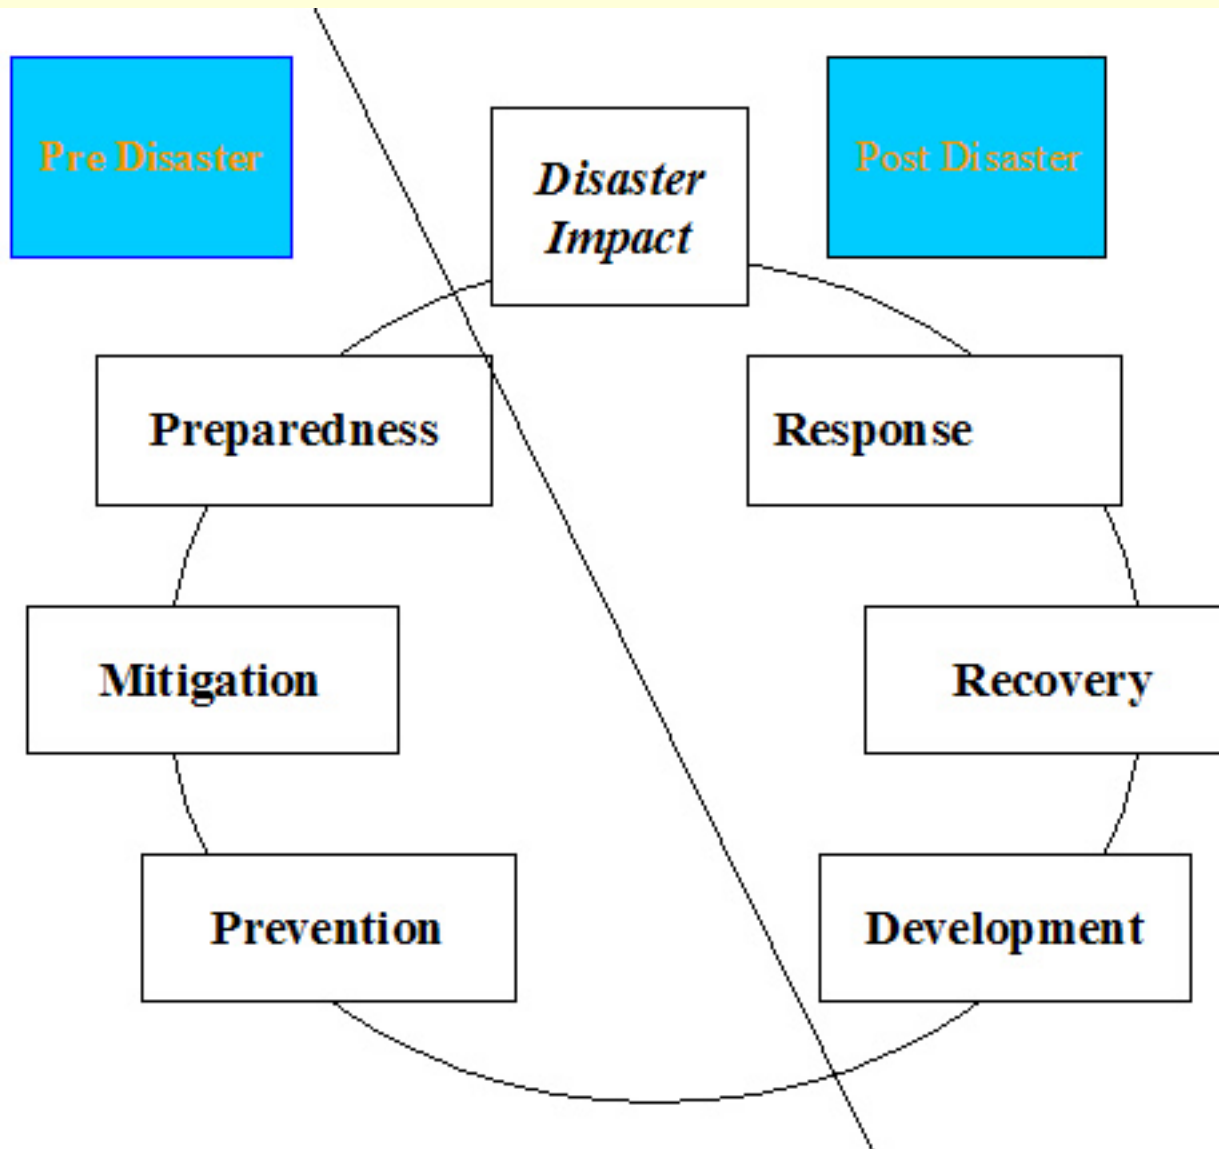 Pre Disaster
Post Disaster
Disaster
Impact
Preparedness
Response
Mitigation
Recovery
Prevention
Development